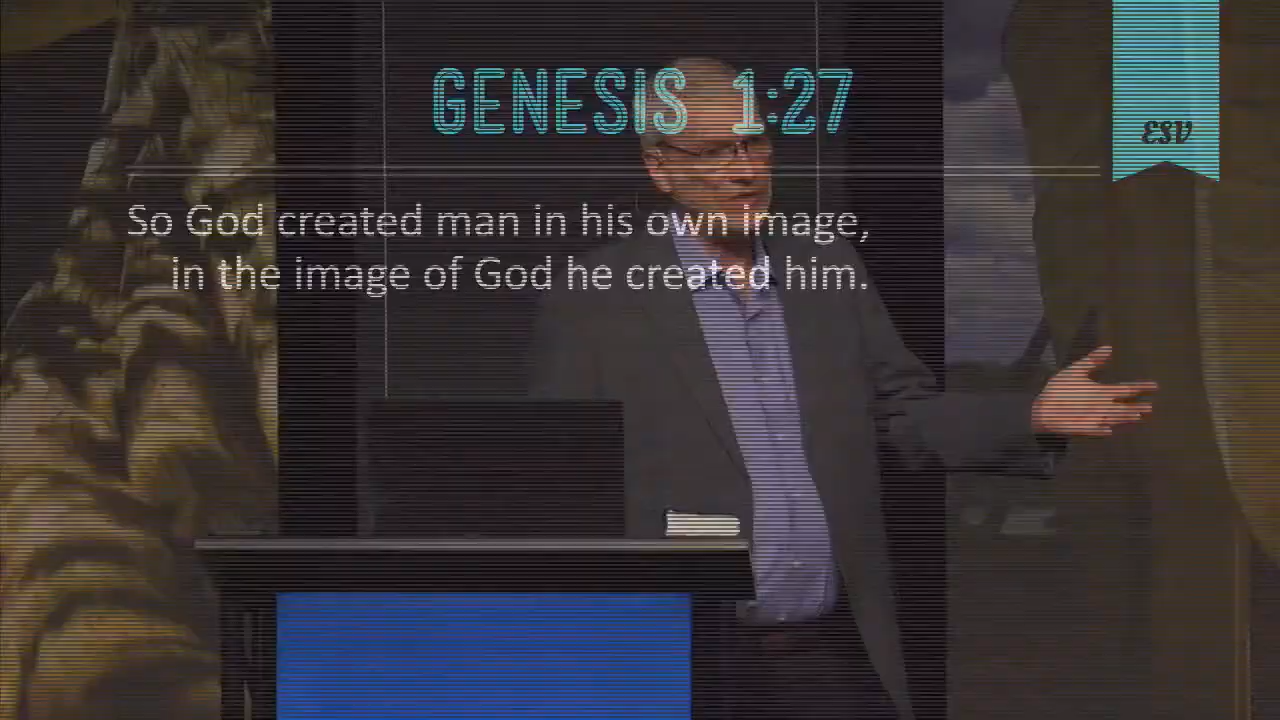 GENESIS 1:27
ESV
So God created man in his own image,
in the image of God he created him.